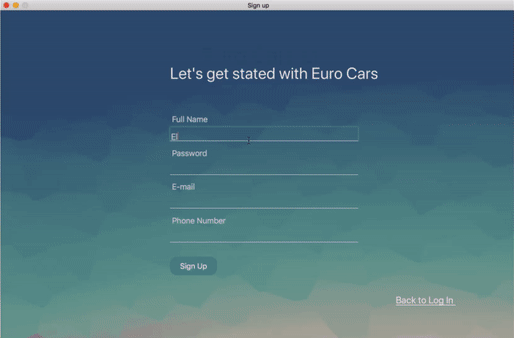 Sign up
Let's get stated with Euro Cars
Full Name
El
Password
E-mail
Phone Number
Sign Up
Back to Log In